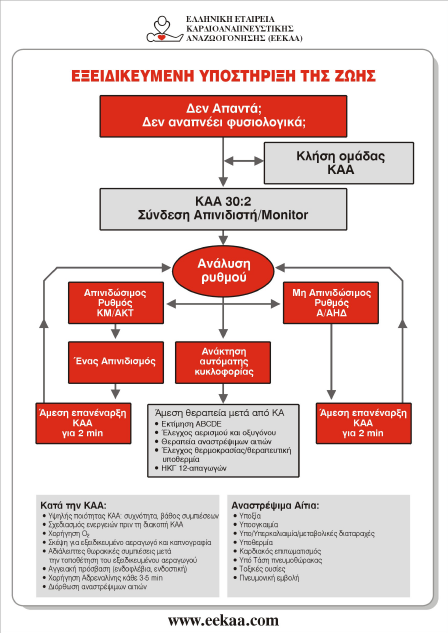 ΕΛΛΗΝΙΚΗ ΕΤΑΙΡΕΙΑ
ΚΑΡΔΙΟΑΝΑΠΝΕΥΣΤΙΚΗΣ
ΑΝΑΖΩΟΓΟΝΗΣΗΣ (ΕΕΚΑΑ)
ΕΞΕΙΔΙΚΕΥΜΕΝΗ ΥΠΟΣΤΗΡΙΞΗ ΤΗΣ ΖΩΗΣ
Δεν Απαντά;
Δεν αναπνέει φυσιολογικά;
Κλήση ομάδας
ΚΑΑ
ΚΑΑ 30:2
Σύνδεση Απινιδιστή/Monitor
Ανάλυση
ρυθμού
Απινιδώσιμος
Ρυθμός
ΚΜ/ΑΚΤ
Μη Απινιδώσιμος
Ρυθμός
Α/ΑΗΔ
Ένας Απινιδισμός
Ανάκτηση
αυτόματης
κυκλοφορίας
Άμεση επανέναρξη
ΚΑΑ
για 2 min
Άμεση θεραπεία μετά από ΚΑ
• Εκτίμηση ABCDE
• Έλεγχος αερισμού και οξυγόνου
• Θεραπεία αναστρέψιμων αιτιών
• Έλεγχος θερμοκρασίας/θεραπευτική
υποθερμία
• ΗΚΓ 12-απαγωγών
Άμεση επανέναρξη
ΚΑΑ
για 2 min
Κατά την ΚΑΑ:
• Υψηλής ποιότητας ΚΑΑ: συχνότητα, βάθος συμπιέσεων
• Σχεδιασμός ενεργειών πριν τη διακοπή ΚΑΑ
• Χορήγηση O₂
• Σκέψη για εξειδικευμένο αεραγωγό και καπνογραφία
• Αδιάλειπτες θωρακικές συμπιέσεις μετά
την τοποθέτηση του εξειδικευμένου αεραγωγού
• Αγγειακή πρόσβαση (ενδοφλέβια, ενδοστική)
• Χορήγηση Αδρεναλίνης κάθε 3-5 min
• Διόρθωση αναστρέψιμων αιτιών
Αναστρέψιμα Αίτια:
• Υποξία
• Υποογκαιμία
• Υπο/Υπερκαλιαιμία/μεταβολικές διαταραχές
• Υποθερμία
• Καρδιακός επιπωματισμός
• Υπό Τάση πνευμοθώρακας
• Τοξικές ουσίες
• Πνευμονική εμβολή
www.eekaa.com